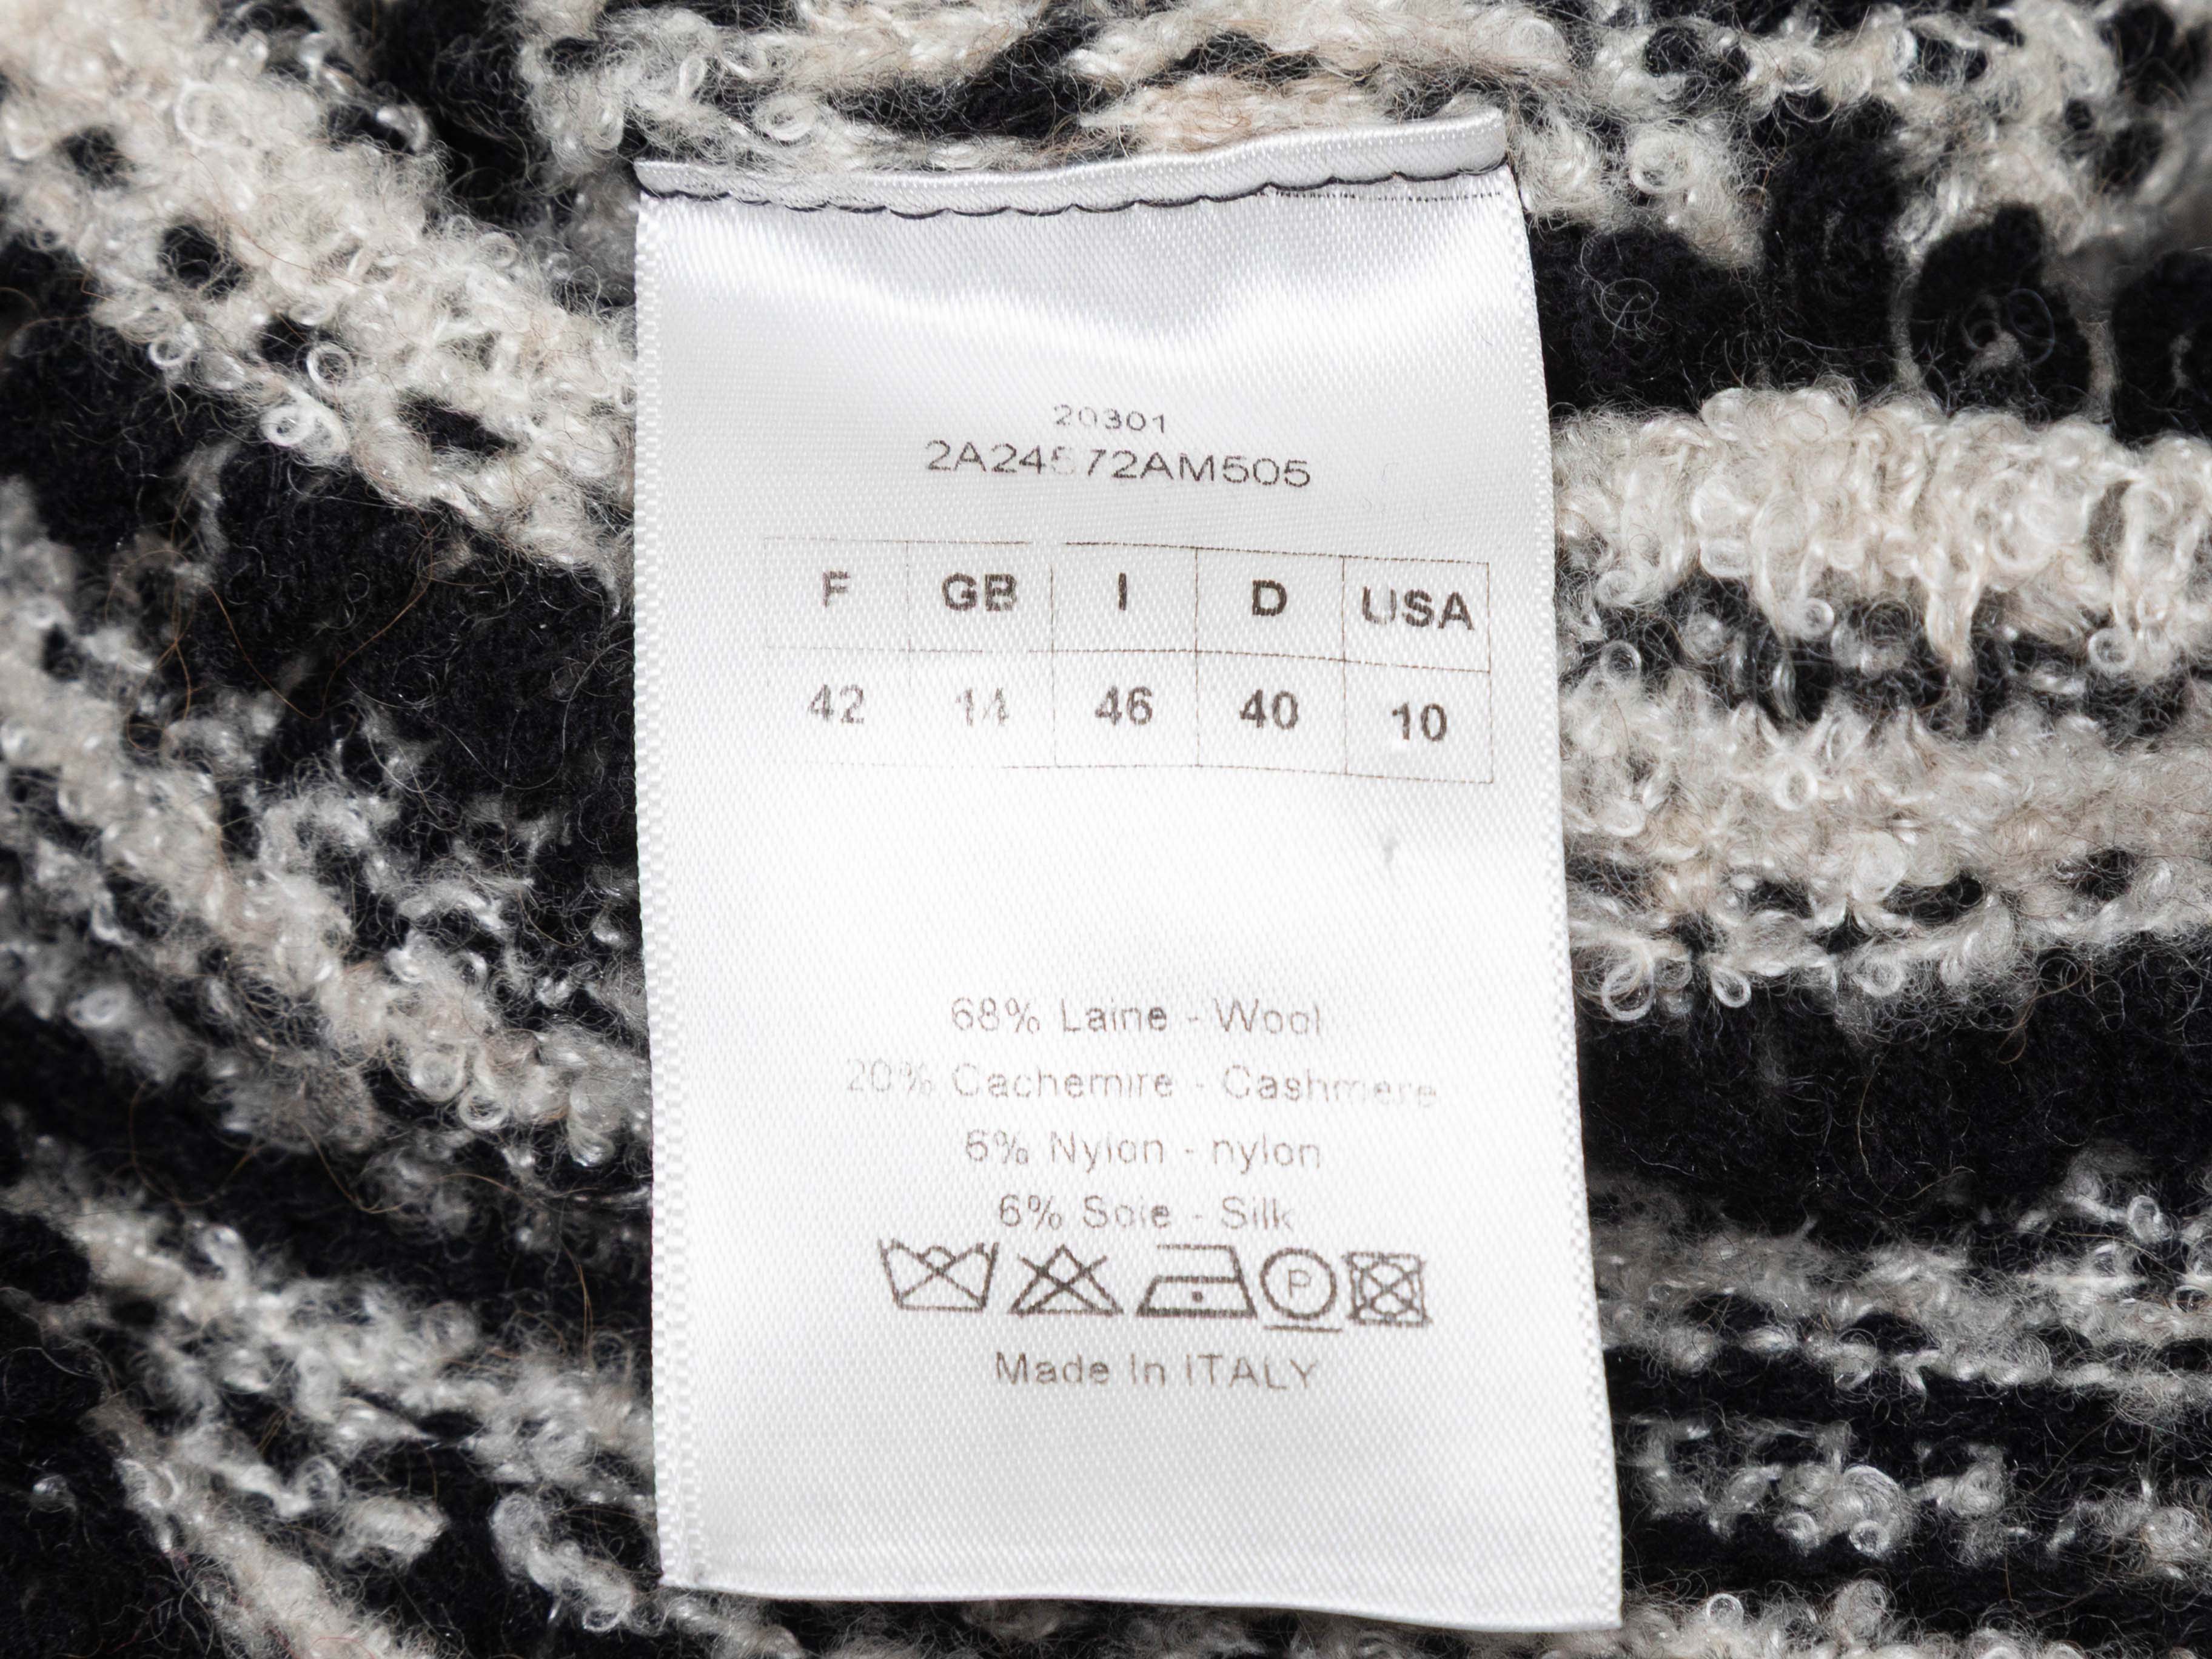 20301
F GB I D USA
42 14 46 40 10
68% Laine - Wool
20% Cachemire - Cashmere
6% Nylon - nylon
6% Soie - Silk
P
Made In ITALY